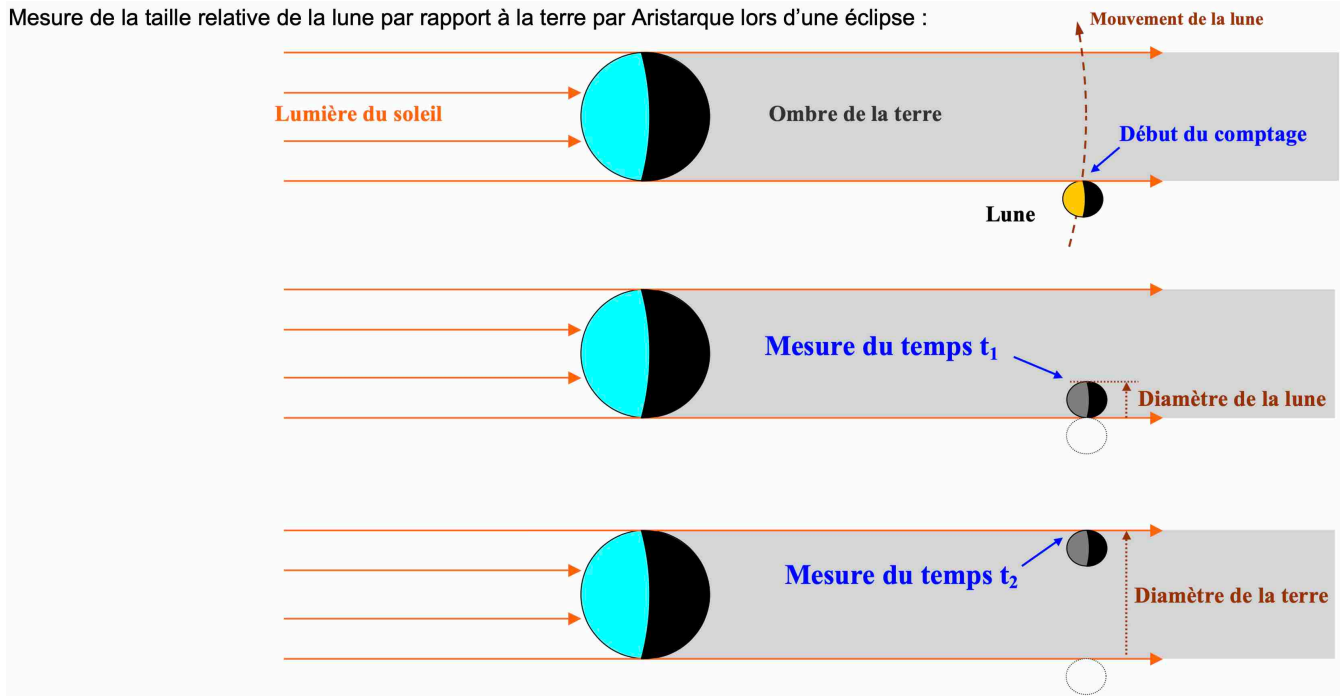 Mesure de la taille relative de la lune par rapport à la terre par Aristarque lors d’une éclipse :
Mouvement de la lune
Lumière du soleil
Ombre de la terre
Début du comptage
Lune
Mesure du temps t₁
Diamètre de la lune
Mesure du temps t₂
Diamètre de la terre